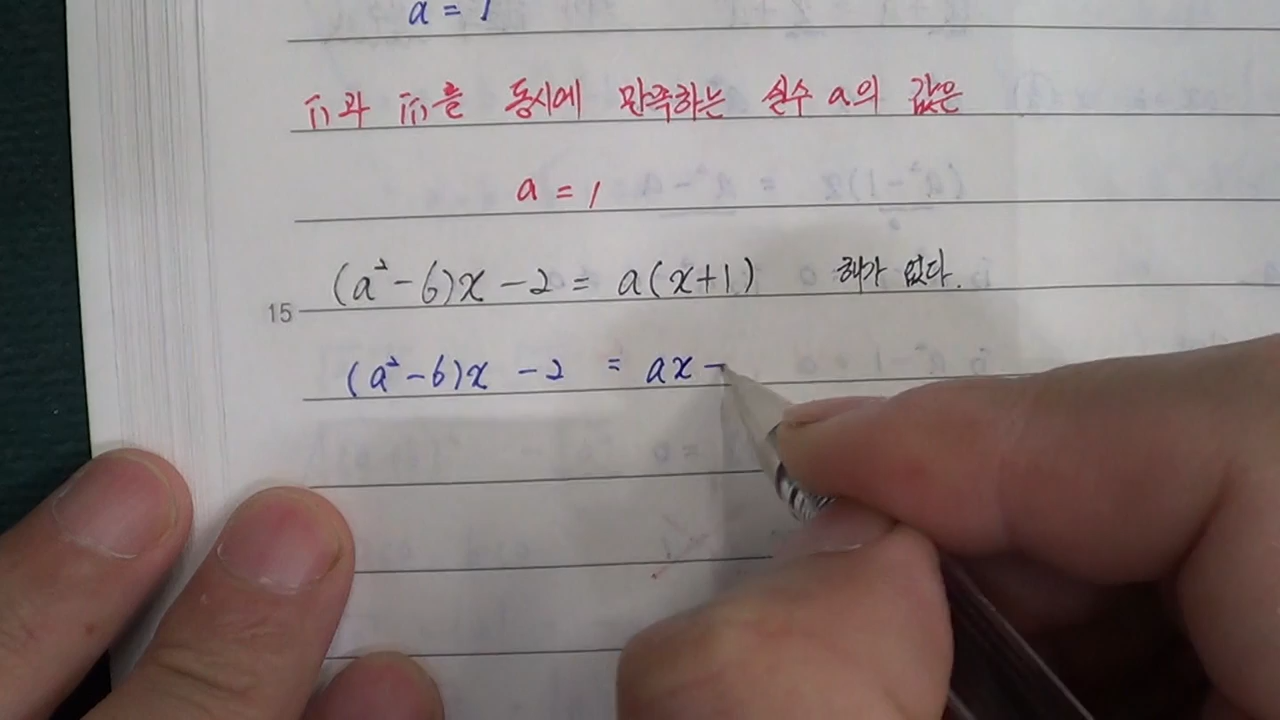 a = 1
ⅰ)과 ⅱ)를 동시에 만족하는 실수 a의 값은
a = 1
(a²-6)x - 2 = a(x+1) 해가 없다.
15
(a²-6)x - 2 = ax -